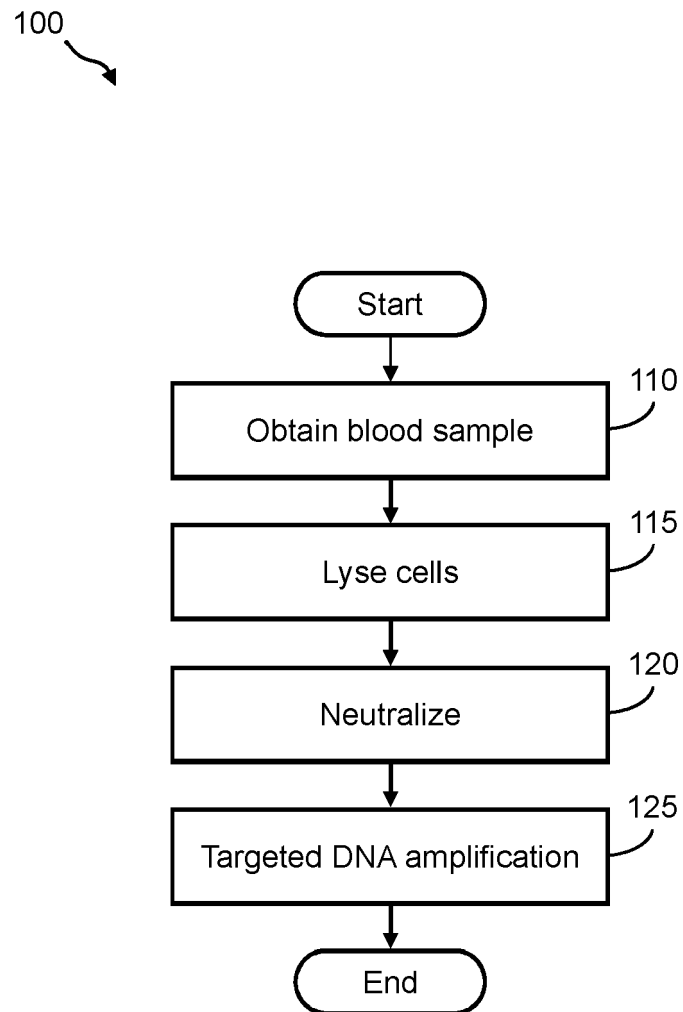 100
Start
110
Obtain blood sample
115
Lyse cells
120
Neutralize
125
Targeted DNA amplification
End